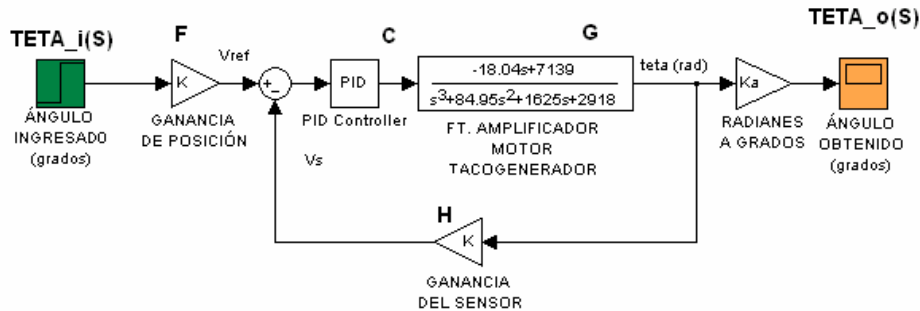 TETA_i(S)
F
Vref
C
G
TETA_o(S)
K
+
-
PID
-18.04s+7139
s3+84.95s2+1625s+2918
teta (rad)
Ka
ÁNGULO
INGRESADO
(grados)
GANANCIA
DE POSICIÓN
PID Controller
FT. AMPLIFICADOR
MOTOR
TACOGENERADOR
RADIANES
A GRADOS
ÁNGULO
OBTENIDO
(grados)
Vs
H
K
GANANCIA
DEL SENSOR